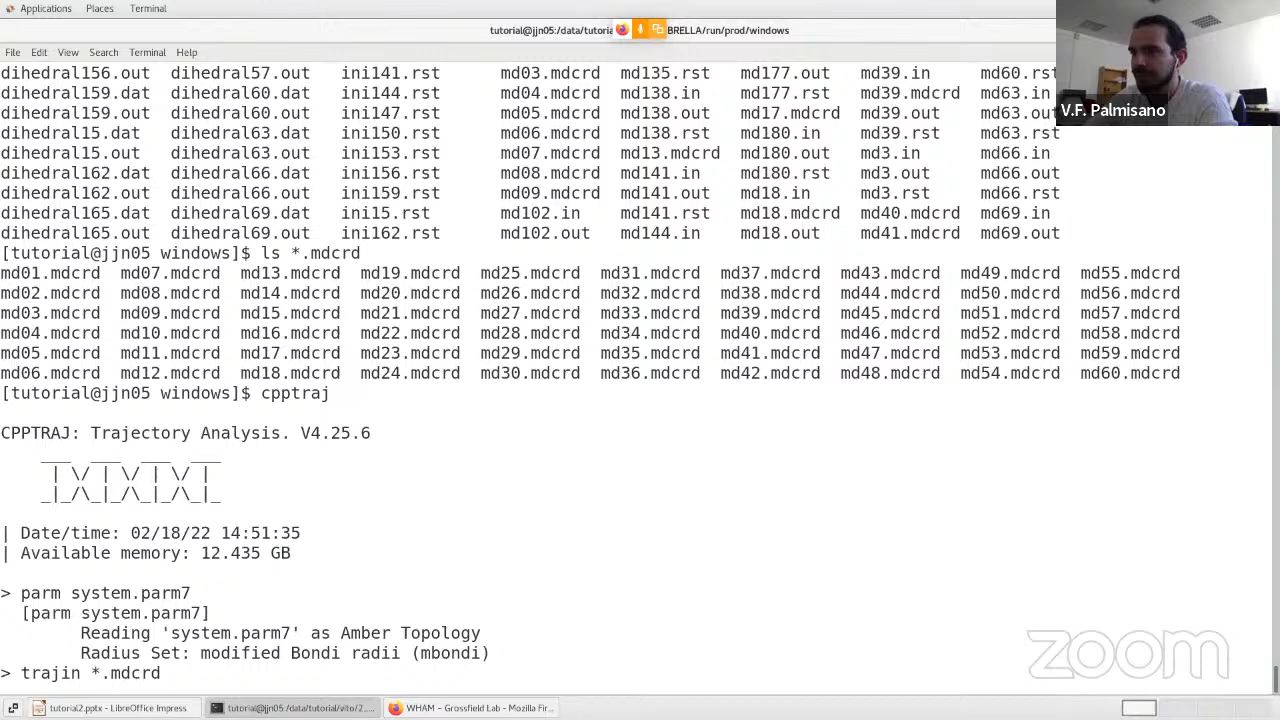 Applications Places Terminal
tutorial@jjn05:/data/tutoria BRELLA/run/prod/windows
File Edit View Search Terminal Help
V.F. Palmisano
dihedral156.out dihedral57.out ini141.rst md03.mdcrd md135.rst md177.out md39.in md60.rst
dihedral159.dat dihedral60.dat ini144.rst md04.mdcrd md138.in md177.rst md39.mdcrd md63.in
dihedral159.out dihedral60.out ini147.rst md05.mdcrd md138.out md17.mdcrd md39.out md63.out
dihedral15.dat dihedral63.dat ini150.rst md06.mdcrd md138.rst md180.in md39.rst md63.rst
dihedral15.out dihedral63.out ini153.rst md07.mdcrd md13.mdcrd md180.out md3.in md66.in
dihedral162.dat dihedral66.dat ini156.rst md08.mdcrd md141.in md180.rst md3.out md66.out
dihedral162.out dihedral66.out ini159.rst md09.mdcrd md141.out md18.in md3.rst md66.rst
dihedral165.dat dihedral69.dat ini15.rst md102.in md141.rst md18.mdcrd md40.mdcrd md69.in
dihedral165.out dihedral69.out ini162.rst md102.out md144.in md18.out md41.mdcrd md69.out
[tutorial@jjn05 windows]$ ls *.mdcrd
md01.mdcrd md07.mdcrd md13.mdcrd md19.mdcrd md25.mdcrd md31.mdcrd md37.mdcrd md43.mdcrd md49.mdcrd md55.mdcrd
md02.mdcrd md08.mdcrd md14.mdcrd md20.mdcrd md26.mdcrd md32.mdcrd md38.mdcrd md44.mdcrd md50.mdcrd md56.mdcrd
md03.mdcrd md09.mdcrd md15.mdcrd md21.mdcrd md27.mdcrd md33.mdcrd md39.mdcrd md45.mdcrd md51.mdcrd md57.mdcrd
md04.mdcrd md10.mdcrd md16.mdcrd md22.mdcrd md28.mdcrd md34.mdcrd md40.mdcrd md46.mdcrd md52.mdcrd md58.mdcrd
md05.mdcrd md11.mdcrd md17.mdcrd md23.mdcrd md29.mdcrd md35.mdcrd md41.mdcrd md47.mdcrd md53.mdcrd md59.mdcrd
md06.mdcrd md12.mdcrd md18.mdcrd md24.mdcrd md30.mdcrd md36.mdcrd md42.mdcrd md48.mdcrd md54.mdcrd md60.mdcrd
[tutorial@jjn05 windows]$ cpptraj
CPPTRAJ: Trajectory Analysis. V4.25.6
___  ___  ___  ___
 | \/ | \/ | \/ |
_|_/\_|_/\_|_/\_|_
| Date/time: 02/18/22 14:51:35
| Available memory: 12.435 GB
> parm system.parm7
[parm system.parm7]
Reading 'system.parm7' as Amber Topology
Radius Set: modified Bondi radii (mbondi)
> trajin *.mdcrd
zoom
tutorial2.pptx - LibreOffice Impress tutorial@jjn05:/data/tutorial/vito/2... WHAM – Grossfield Lab - Mozilla Fir...